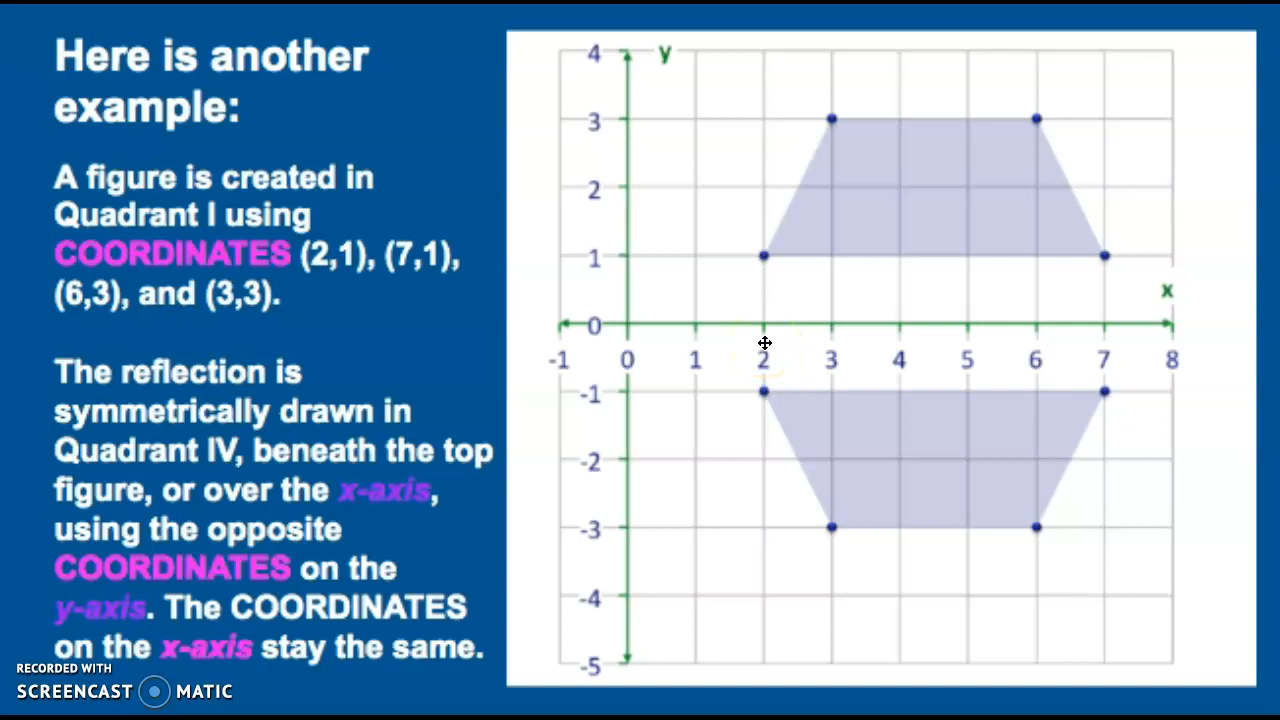 Here is another
example:
A figure is created in
Quadrant I using
COORDINATES (2,1), (7,1),
(6,3), and (3,3).
The reflection is
symmetrically drawn in
Quadrant IV, beneath the top
figure, or over the x-axis,
using the opposite
COORDINATES on the
y-axis. The COORDINATES
on the x-axis stay the same.
RECORDED WITH
SCREENCAST MATIC
4
y
3
2
1
x
0
-1 0 1 2 3 4 5 6 7 8
-1
-2
-3
-4
-5